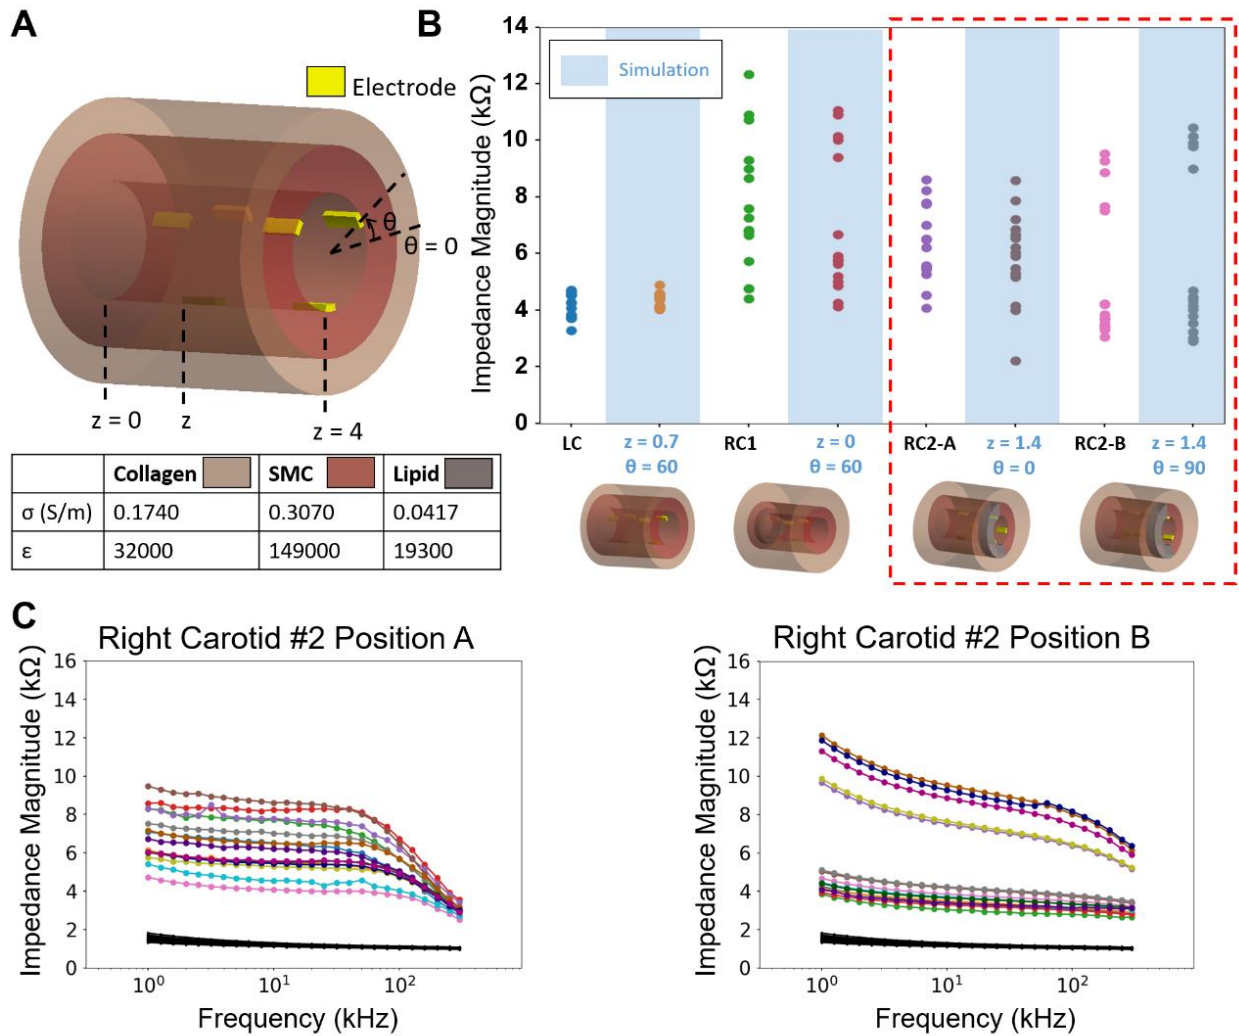 A
Electrode
θ
θ = 0
z = 0
z
z = 4
Collagen SMC Lipid
σ (S/m) 0.1740 0.3070 0.0417
ε 32000 149000 19300
B
Impedance Magnitude (kΩ)
14
12
10
8
6
4
2
0
Simulation
LC z = 0.7 RC1 z = 0 RC2-A z = 1.4 RC2-B z = 1.4
θ = 60 θ = 60 θ = 0 θ = 90
C
Right Carotid #2 Position A
Impedance Magnitude (kΩ)
16
14
12
10
8
6
4
2
0
10⁰ 10¹ 10²
Frequency (kHz)
Right Carotid #2 Position B
Impedance Magnitude (kΩ)
16
14
12
10
8
6
4
2
0
10⁰ 10¹ 10²
Frequency (kHz)